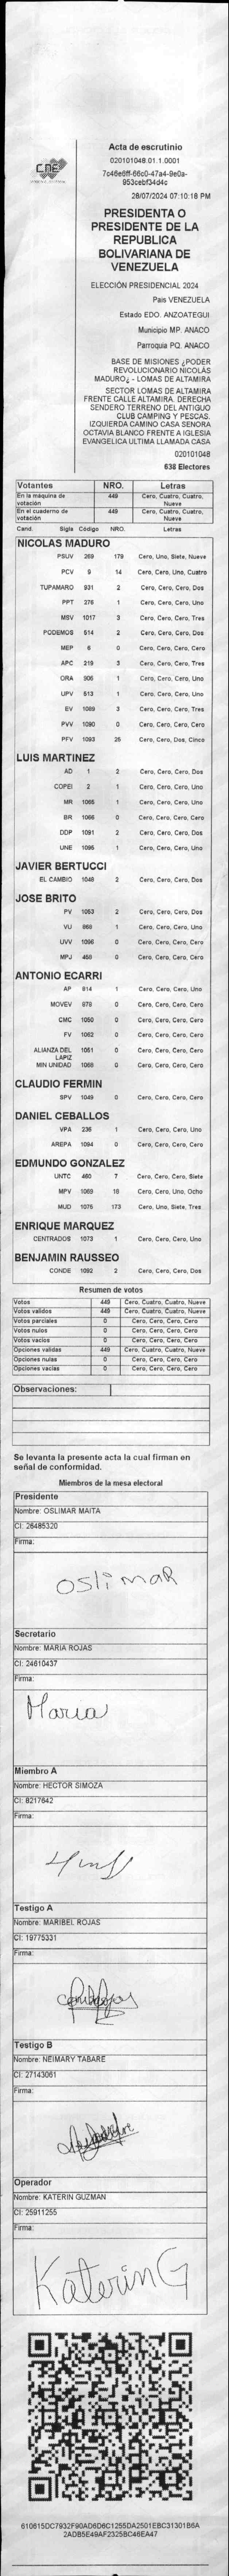 CNE
Acta de escrutinio
020101048.01.1.0001
7c46e6ff-66c0-47a4-9e0a-
953cebf34d4c
28/07/2024 07:10:18 PM
PRESIDENTA O
PRESIDENTE DE LA
REPUBLICA
BOLIVARIANA DE
VENEZUELA
ELECCIÓN PRESIDENCIAL 2024
Pais VENEZUELA
Estado EDO. ANZOATEGUI
Municipio MP. ANACO
Parroquia PQ. ANACO
BASE DE MISIONES ¿PODER
REVOLUCIONARIO NICOLÁS
MADURO¿ - LOMAS DE ALTAMIRA
SECTOR LOMAS DE ALTAMIRA
FRENTE CALLE ALTAMIRA. DERECHA
SENDERO TERRENO DEL ANTIGUO
CLUB CAMPING Y PESCAS.
IZQUIERDA CAMINO CASA SENORA
OCTAVIA BLANCO FRENTE A IGLESIA
EVANGELICA ULTIMA LLAMADA CASA
020101048
638 Electores
Votantes NRO. Letras
En la máquina de votación 449 Cero, Cuatro, Cuatro, Nueve
En el cuaderno de votación 449 Cero, Cuatro, Cuatro, Nueve
Cand. Sigla Código NRO. Letras
NICOLAS MADURO
PSUV 269 179 Cero, Uno, Siete, Nueve
PCV 5 14 Cero, Cero, Uno, Cuatro
TUPAMARO 931 2 Cero, Cero, Cero, Dos
PPT 276 1 Cero, Cero, Cero, Uno
MSV 1017 3 Cero, Cero, Cero, Tres
PODEMOS 514 2 Cero, Cero, Cero, Dos
MEP 6 0 Cero, Cero, Cero, Cero
APC 219 3 Cero, Cero, Cero, Tres
ORA 906 1 Cero, Cero, Cero, Uno
UPV 513 1 Cero, Cero, Cero, Uno
EV 1089 3 Cero, Cero, Cero, Tres
PVV 1090 0 Cero, Cero, Cero, Cero
PFV 1093 25 Cero, Cero, Dos, Cinco
LUIS MARTINEZ
AD 1 2 Cero, Cero, Cero, Dos
COPEI 2 1 Cero, Cero, Cero, Uno
MR 1065 1 Cero, Cero, Cero, Uno
BR 1066 0 Cero, Cero, Cero, Cero
DDP 1091 2 Cero, Cero, Cero, Dos
UNE 1095 1 Cero, Cero, Cero, Uno
JAVIER BERTUCCI
EL CAMBIO 1048 2 Cero, Cero, Cero, Dos
JOSE BRITO
PV 1053 2 Cero, Cero, Cero, Dos
VU 868 1 Cero, Cero, Cero, Uno
UVV 1096 0 Cero, Cero, Cero, Cero
MPJ 458 0 Cero, Cero, Cero, Cero
ANTONIO ECARRI
AP 914 1 Cero, Cero, Cero, Uno
MOVEV 979 0 Cero, Cero, Cero, Cero
CMC 1050 0 Cero, Cero, Cero, Cero
FV 1052 0 Cero, Cero, Cero, Cero
ALIANZA DEL LAPIZ 1051 0 Cero, Cero, Cero, Cero
MIN UNIDAD 1068 0 Cero, Cero, Cero, Cero
CLAUDIO FERMIN
SPV 1049 0 Cero, Cero, Cero, Cero
DANIEL CEBALLOS
VPA 236 1 Cero, Cero, Cero, Uno
AREPA 1094 0 Cero, Cero, Cero, Cero
EDMUNDO GONZALEZ
UNTC 460 7 Cero, Cero, Cero, Siete
MPV 1069 18 Cero, Cero, Uno, Ocho
MUD 1075 173 Cero, Uno, Siete, Tres
ENRIQUE MARQUEZ
CENTRADOS 1073 1 Cero, Cero, Cero, Uno
BENJAMIN RAUSSEO
CONDE 1092 2 Cero, Cero, Cero, Dos
Resumen de votos
Votos 449 Cero, Cuatro, Cuatro, Nueve
Votos validos 449 Cero, Cuatro, Cuatro, Nueve
Votos parciales 0 Cero, Cero, Cero, Cero
Votos nulos 0 Cero, Cero, Cero, Cero
Votos vacios 0 Cero, Cero, Cero, Cero
Opciones validas 449 Cero, Cuatro, Cuatro, Nueve
Opciones nulas 0 Cero, Cero, Cero, Cero
Opciones vacias 0 Cero, Cero, Cero, Cero
Observaciones:
Se levanta la presente acta la cual firman en
señal de conformidad.
Miembros de la mesa electoral
Presidente
Nombre: OSLIMAR MAITA
CI: 26485320
Firma:
Oslimar
Secretario
Nombre: MARIA ROJAS
CI: 24610437
Firma:
Maria
Miembro A
Nombre: HECTOR SIMOZA
CI: 8217642
Firma:
Testigo A
Nombre: MARIBEL ROJAS
CI: 19775331
Firma:
Testigo B
Nombre: NEIMARY TABARE
CI: 27143061
Firma:
Operador
Nombre: KATERIN GUZMAN
CI: 25911255
Firma:
Katerin G
610615DC7932F90AD6D6C1255DA2501EBC31301B6A
2ADB5E49AF2325BC46EA47